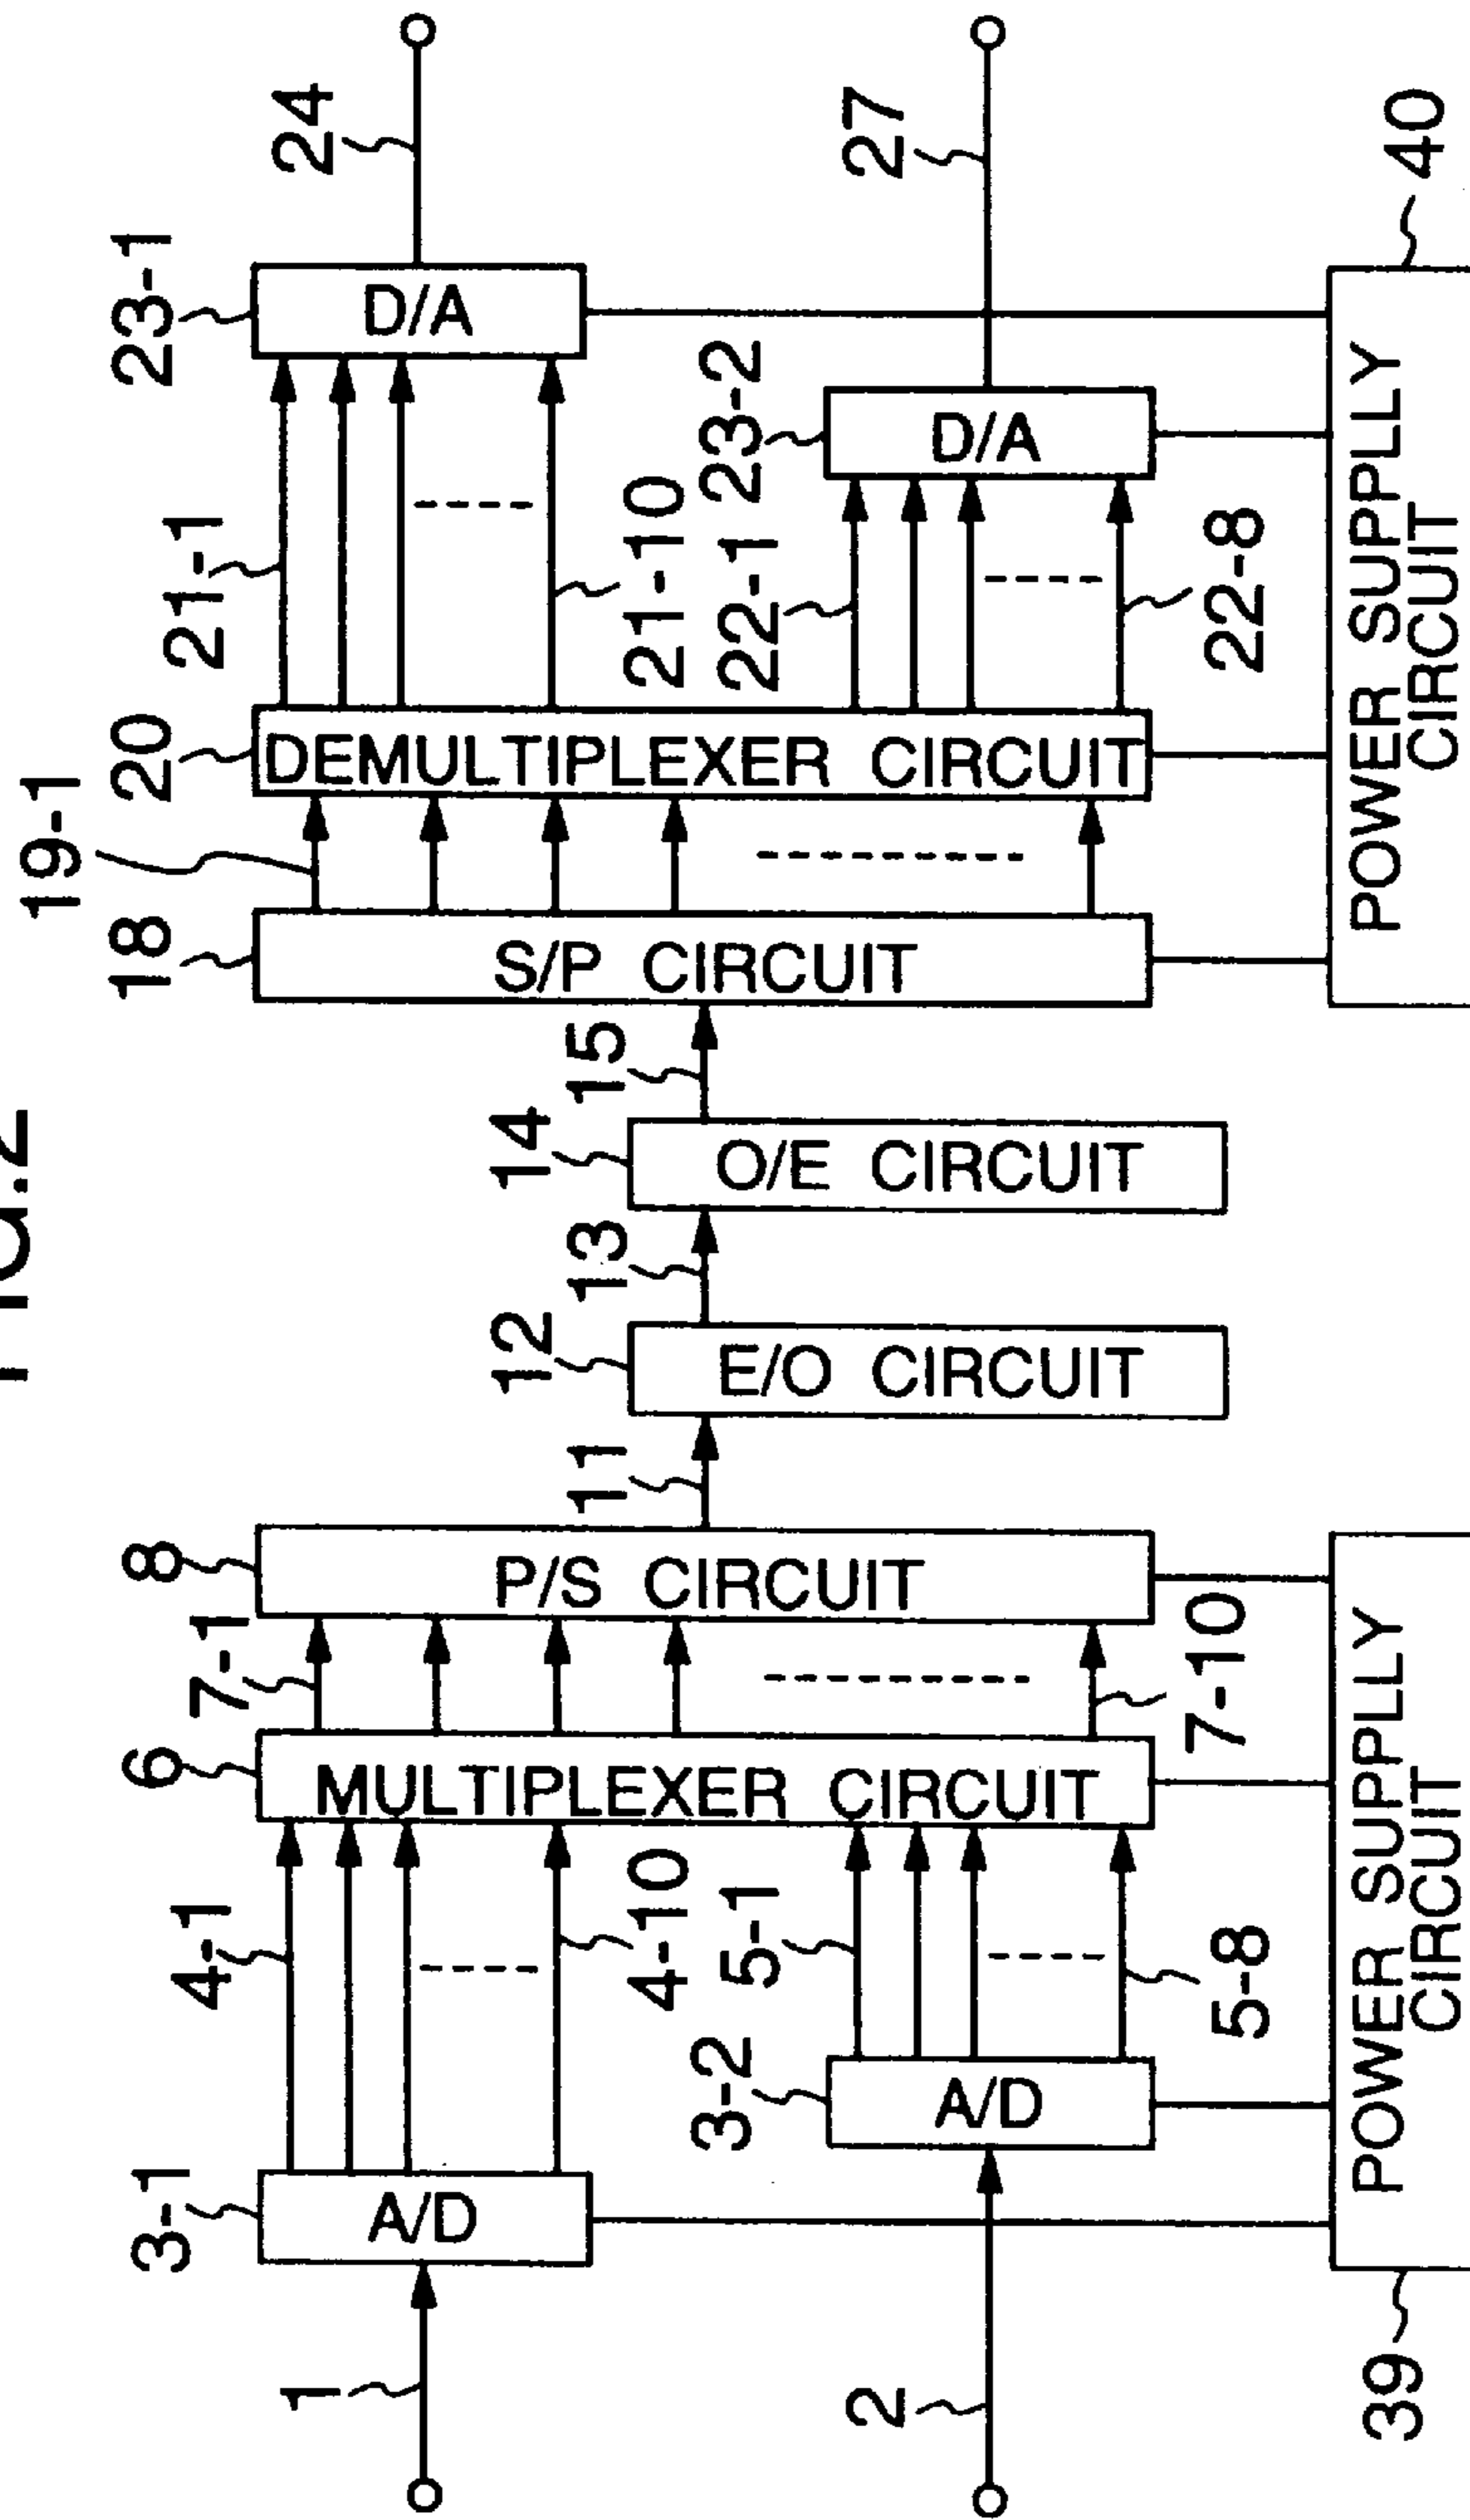 FIG.2
19-1
3-1
6
8
18
20
23-1
4-1
7-1
21-1
1
24
A/D
MULTIPLEXER CIRCUIT
P/S CIRCUIT
12
14
S/P CIRCUIT
DEMULTIPLEXER CIRCUIT
D/A
11
13
15
4-10
21-10
3-2
5-1
22-1
23-2
E/O CIRCUIT
O/E CIRCUIT
2
27
A/D
D/A
5-8
7-10
22-8
39
POWER SUPPLLY
CIRCUIT
POWER SUPPLLY
CIRCUIT
40